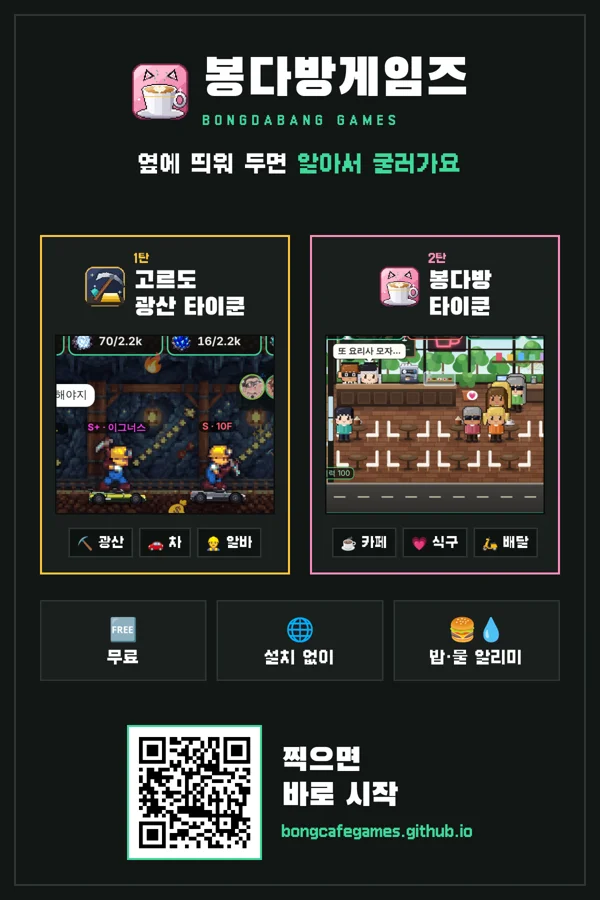 봉다방게임즈
BONGDABANG GAMES
옆에 띄워 두면 알아서 굴러가요
1탄
고르도
광산 타이쿤
70/2.2k
16/2.2k
해야지
S+ · 이그너스
S · 10F
광산
차
알바
2탄
봉다방
타이쿤
또 요리사 모자...
력 100
카페
식구
배달
FREE
무료
설치 없이
밥·물 알리미
찍으면
바로 시작
bongcafegames.github.io